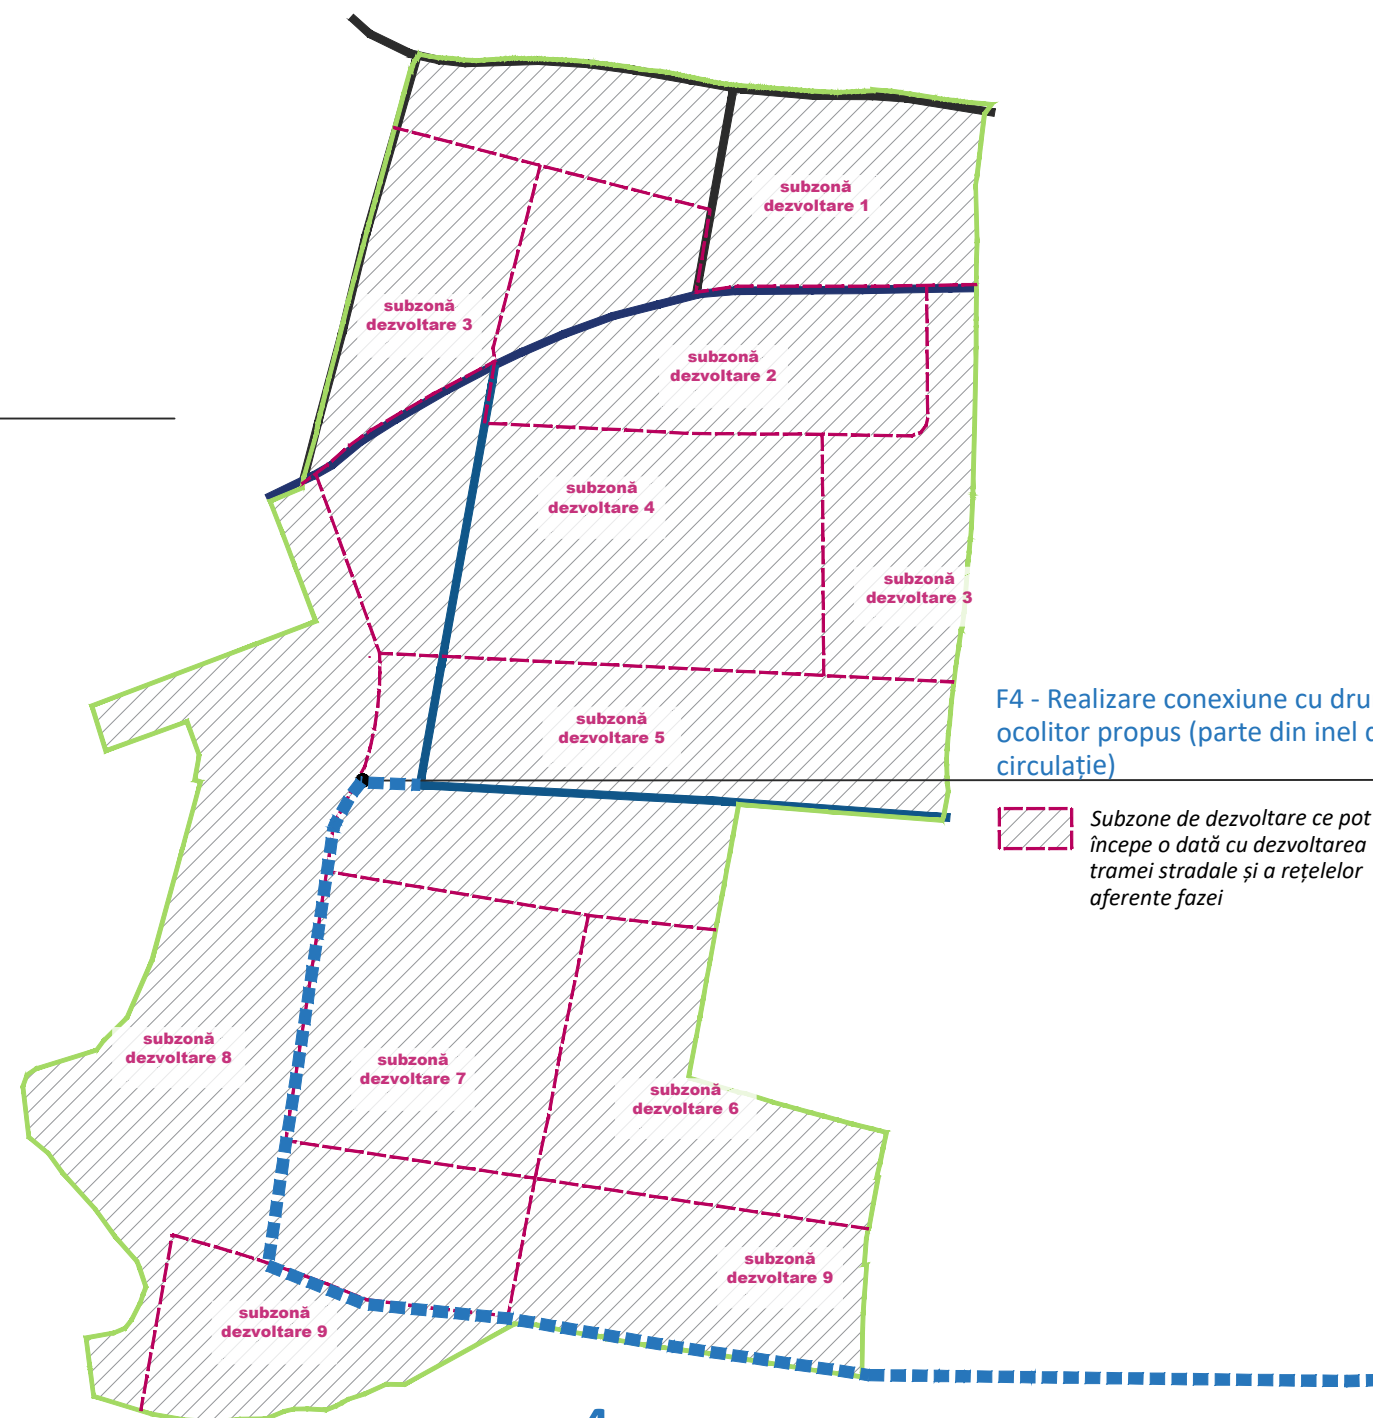 subzonă
dezvoltare 1
subzonă
dezvoltare 3
subzonă
dezvoltare 2
subzonă
dezvoltare 4
subzonă
dezvoltare 3
subzonă
dezvoltare 5
F4 - Realizare conexiune cu dru
ocolitor propus (parte din inel
circulație)
Subzone de dezvoltare ce pot
începe o dată cu dezvoltarea
tramei stradale și a rețelelor
aferente fazei
subzonă
dezvoltare 8
subzonă
dezvoltare 7
subzonă
dezvoltare 6
subzonă
dezvoltare 9
subzonă
dezvoltare 9